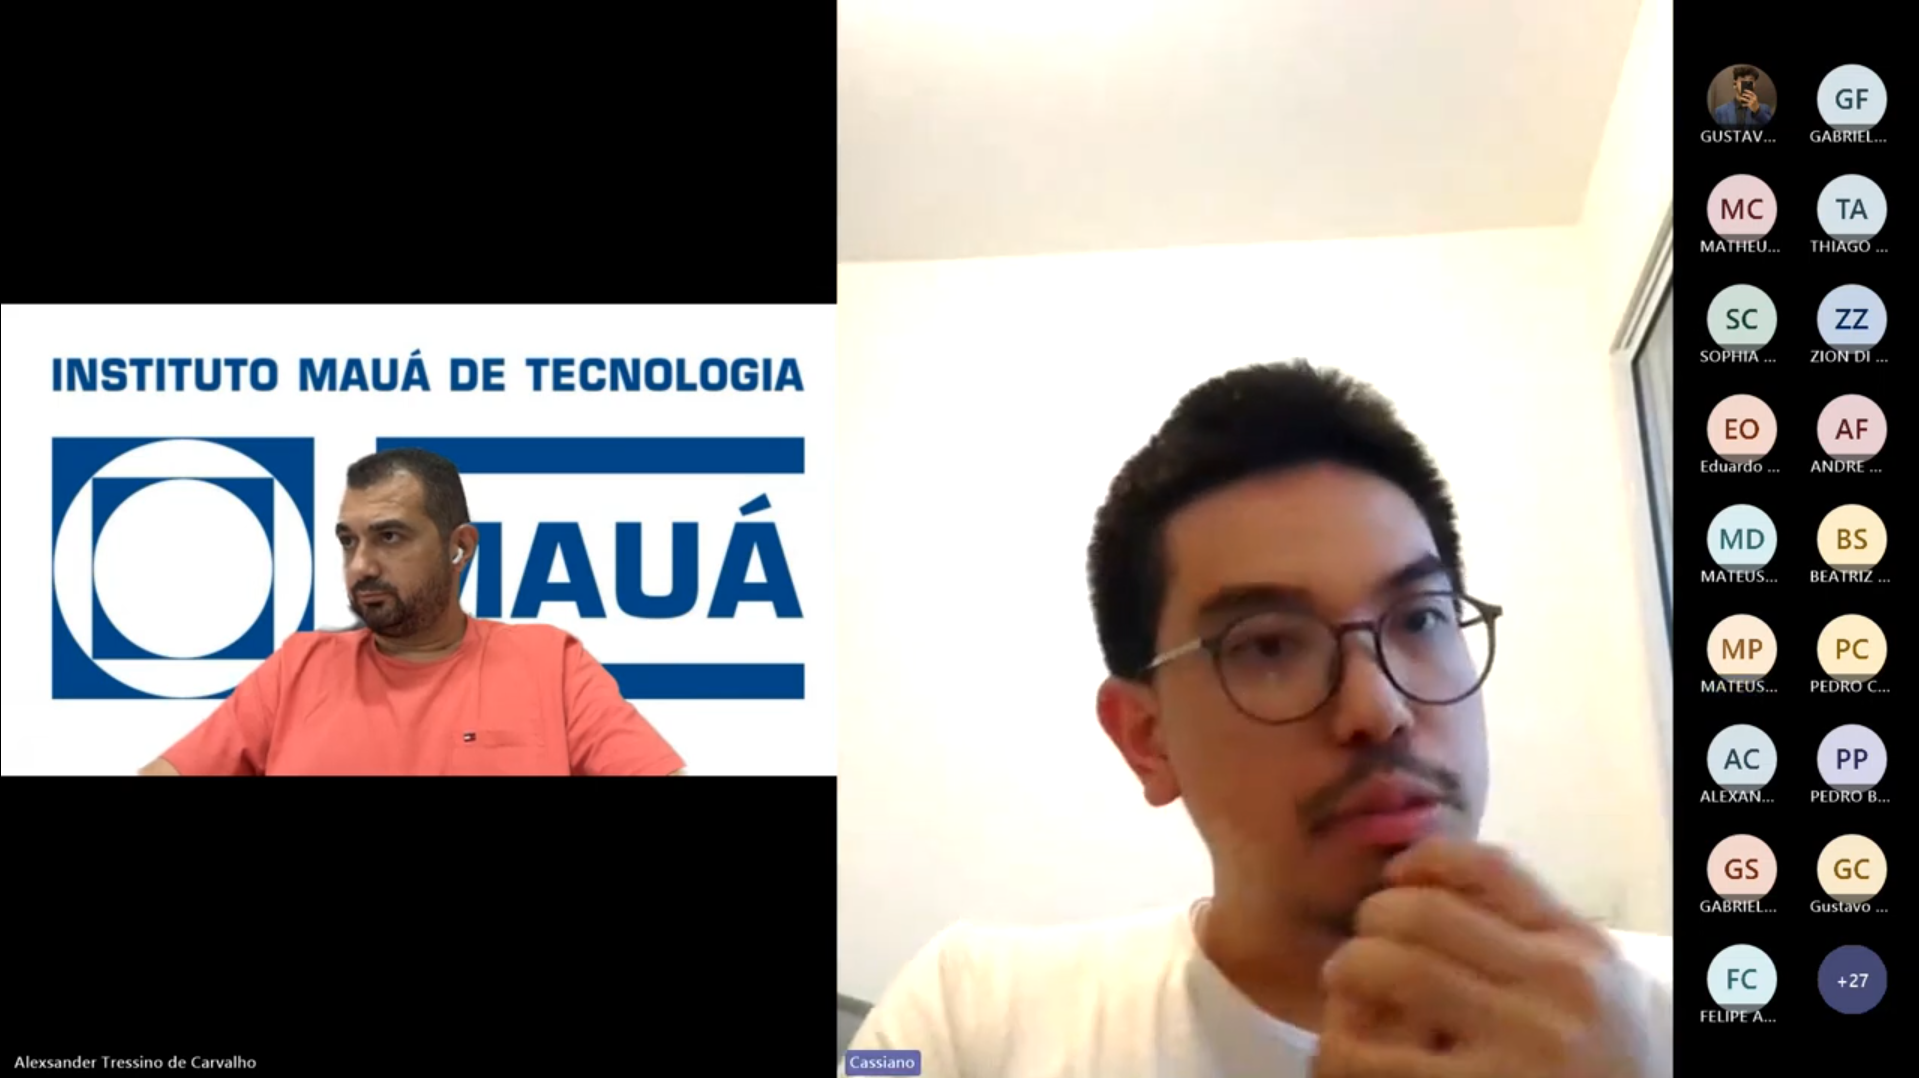 INSTITUTO MAUÁ DE TECNOLOGIA
MAUÁ
Alexsander Tressino de Carvalho
Cassiano
GUSTAV...
GF
GABRIEL...
MC
MATHEU...
TA
THIAGO ...
SC
SOPHIA ...
ZZ
ZION DI ...
EO
Eduardo ...
AF
ANDRE ...
MD
MATEUS...
BS
BEATRIZ ...
MP
MATEUS...
PC
PEDRO C...
AC
ALEXAN...
PP
PEDRO B...
GS
GABRIEL...
GC
Gustavo ...
FC
FELIPE A...
+27